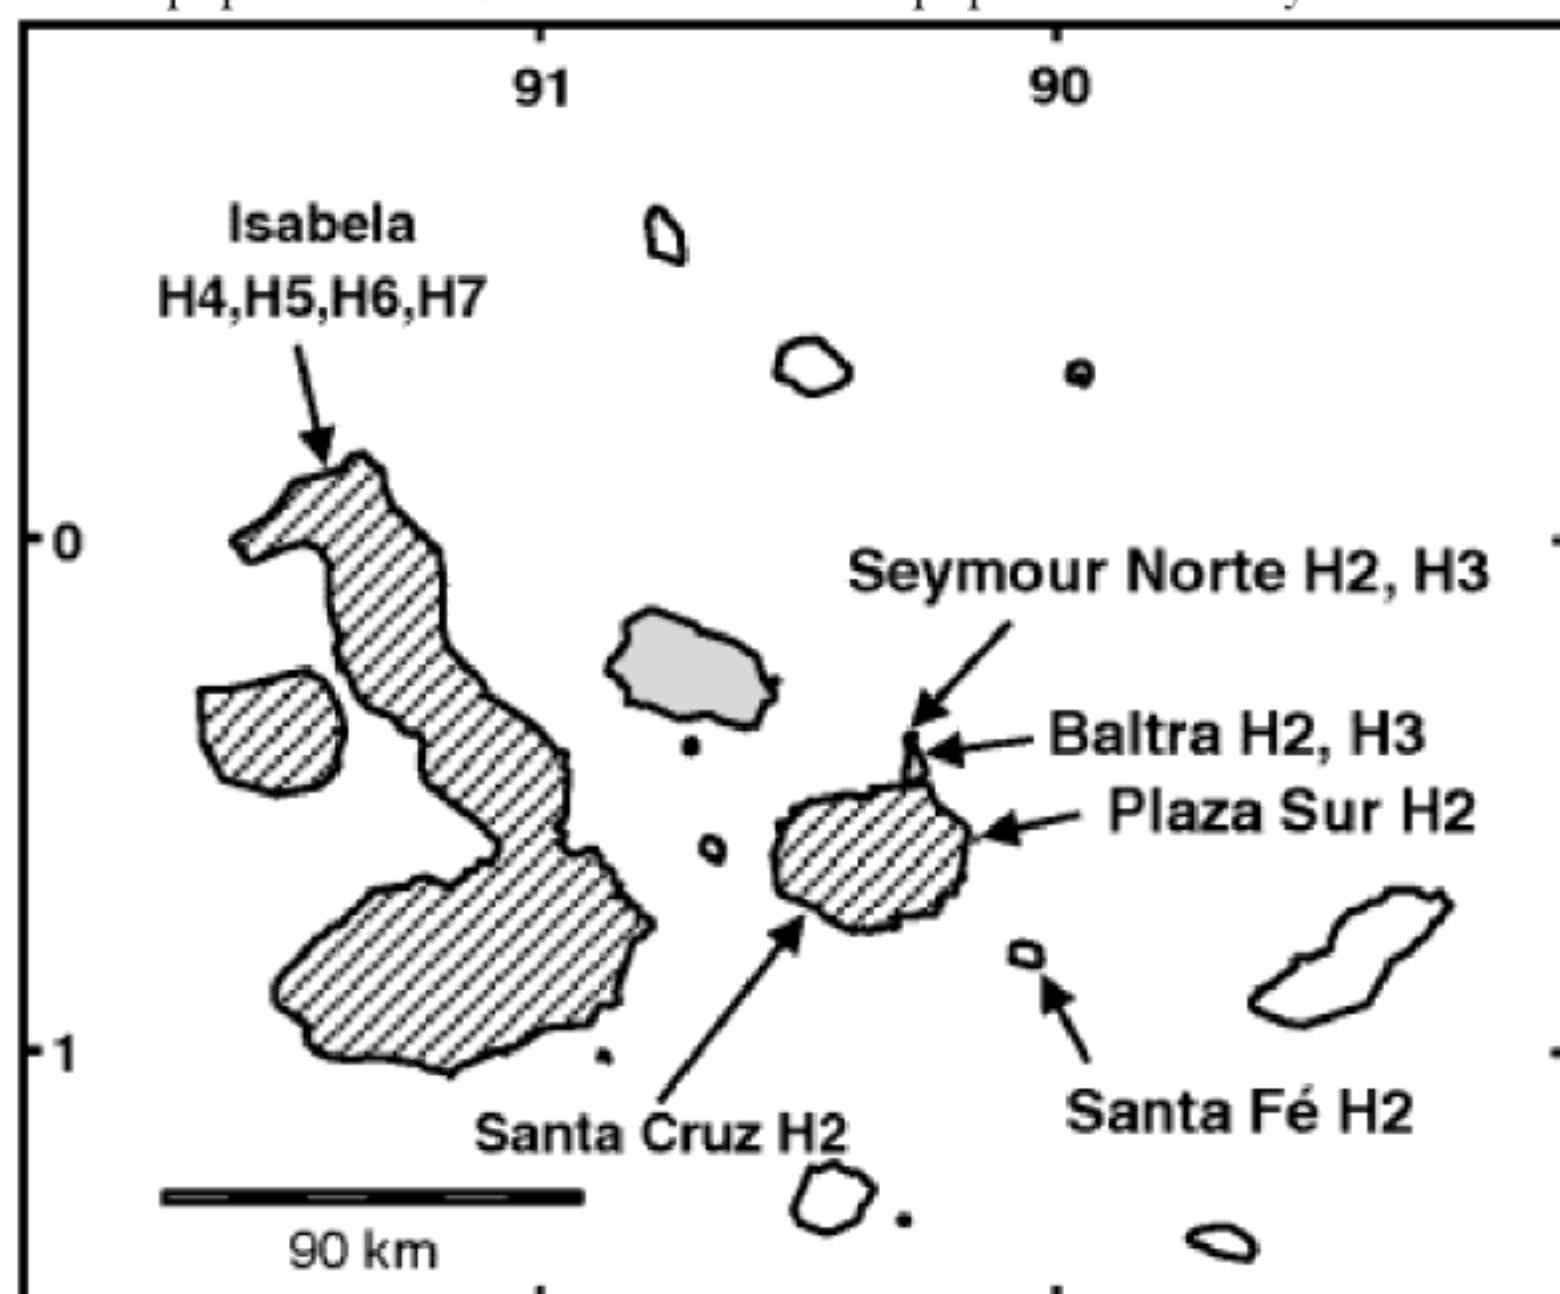 91
90
Isabela
H4,H5,H6,H7
0
Seymour Norte H2, H3
Baltra H2, H3
Plaza Sur H2
1
Santa Fé H2
Santa Cruz H2
90 km